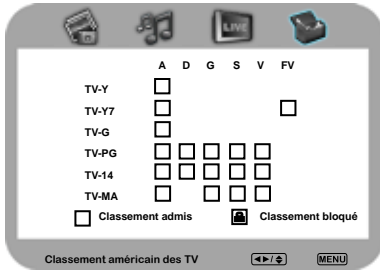 LIVE
A D G S V FV
TV-Y
TV-Y7
TV-G
TV-PG
TV-14
TV-MA
Classement admis Classement bloqué
Classement américain des TV MENU